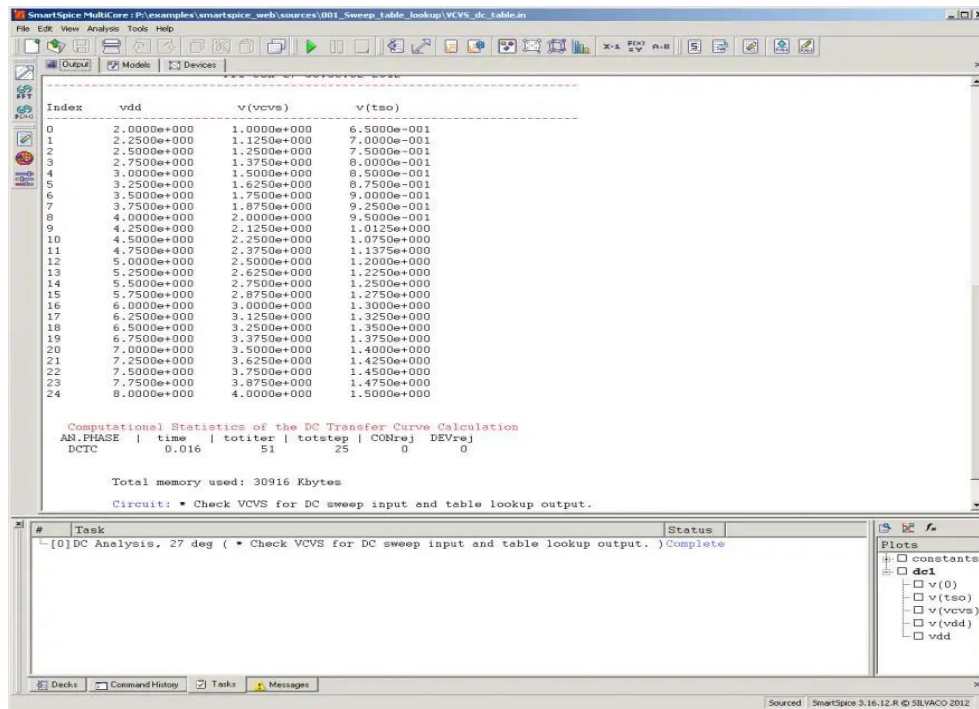 SmartSpice MultiCore : P:\examples\smartspice_web\sources\001_Sweep_table_lookup\VCVS_dc_table.in
File Edit View Analysis Tools Help
Output Models Devices
Index vdd v(vcvs) v(tso)
0 2.0000e+000 1.0000e+000 6.5000e-001
1 2.2500e+000 1.1250e+000 7.0000e-001
2 2.5000e+000 1.2500e+000 7.5000e-001
3 2.7500e+000 1.3750e+000 8.0000e-001
4 3.0000e+000 1.5000e+000 8.5000e-001
5 3.2500e+000 1.6250e+000 8.7500e-001
6 3.5000e+000 1.7500e+000 9.0000e-001
7 3.7500e+000 1.8750e+000 9.2500e-001
8 4.0000e+000 2.0000e+000 9.5000e-001
9 4.2500e+000 2.1250e+000 1.0125e+000
10 4.5000e+000 2.2500e+000 1.0750e+000
11 4.7500e+000 2.3750e+000 1.1375e+000
12 5.0000e+000 2.5000e+000 1.2000e+000
13 5.2500e+000 2.6250e+000 1.2250e+000
14 5.5000e+000 2.7500e+000 1.2500e+000
15 5.7500e+000 2.8750e+000 1.2750e+000
16 6.0000e+000 3.0000e+000 1.3000e+000
17 6.2500e+000 3.1250e+000 1.3250e+000
18 6.5000e+000 3.2500e+000 1.3500e+000
19 6.7500e+000 3.3750e+000 1.3750e+000
20 7.0000e+000 3.5000e+000 1.4000e+000
21 7.2500e+000 3.6250e+000 1.4250e+000
22 7.5000e+000 3.7500e+000 1.4500e+000
23 7.7500e+000 3.8750e+000 1.4750e+000
24 8.0000e+000 4.0000e+000 1.5000e+000
Computational Statistics of the DC Transfer Curve Calculation
AN.PHASE | time | totiter | totstep | CONrej DEVrej
DCTC 0.016 51 25 0 0
Total memory used: 30916 Kbytes
Circuit: * Check VCVS for DC sweep input and table lookup output.
# Task Status
[0] DC Analysis, 27 deg ( * Check VCVS for DC sweep input and table lookup output. ) Complete
Plots
constants
dc1
v(0)
v(tso)
v(vcvs)
v(vdd)
vdd
Decks Command History Tasks Messages
Sourced SmartSpice 3.16.12.R © SILVACO 2012